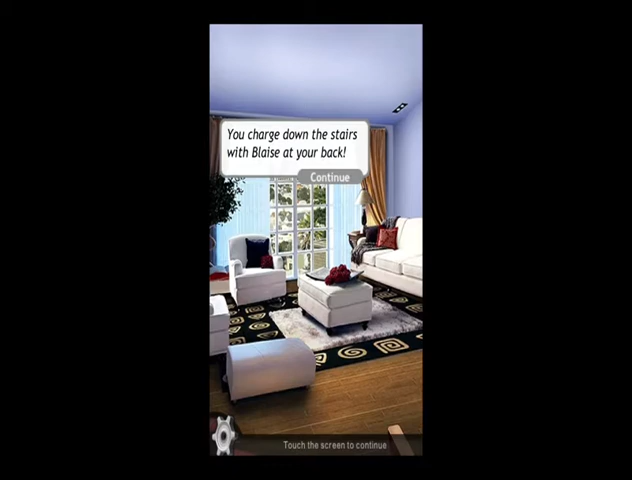 You charge down the stairs
with Blaise at your back!
Continue
Touch the screen to continue